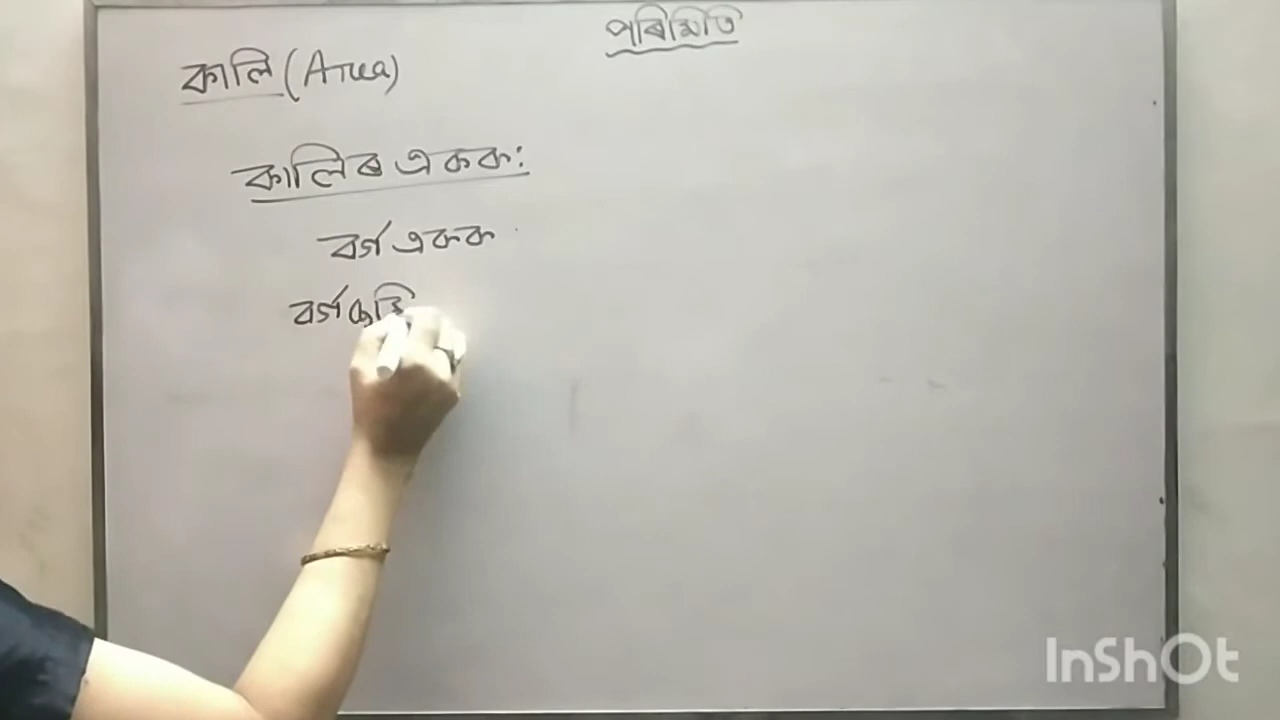 পৰিমিতি
কালি (Area)
কালিৰ একক:
বৰ্গ একক
বৰ্গ
InShOt